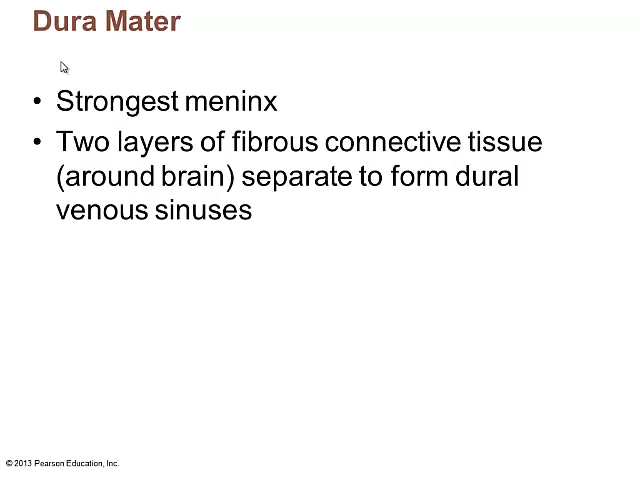 Dura Mater
• Strongest meninx
• Two layers of fibrous connective tissue
(around brain) separate to form dural
venous sinuses
© 2013 Pearson Education, Inc.